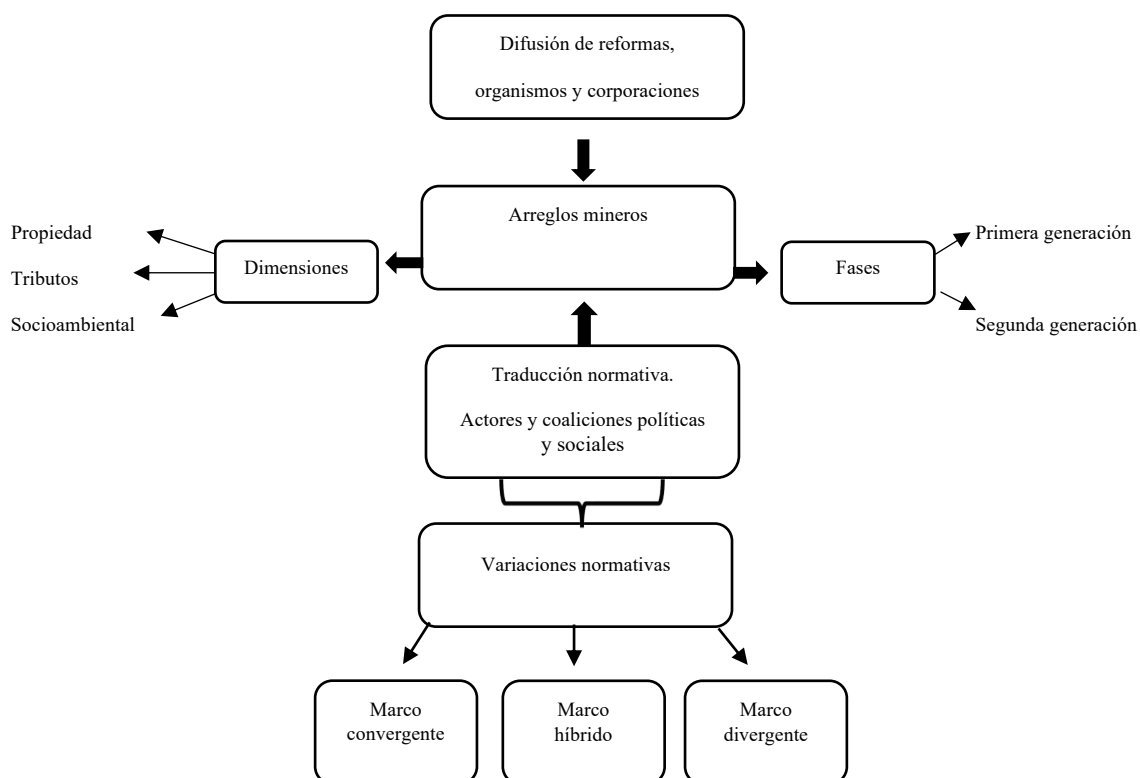 Difusión de reformas,
organismos y corporaciones
Arreglos mineros
Propiedad
Tributos
Socioambiental
Dimensiones
Fases
Primera generación
Segunda generación
Traducción normativa.
Actores y coaliciones políticas
y sociales
Variaciones normativas
Marco
convergente
Marco
híbrido
Marco
divergente